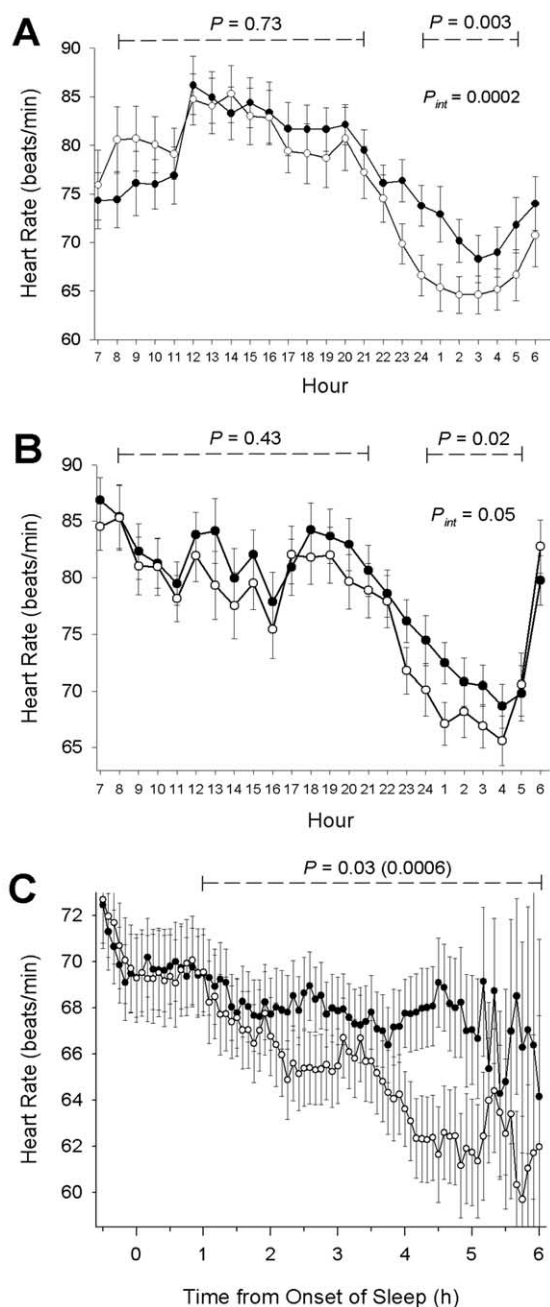 A
P = 0.73
P = 0.003
P_int = 0.0002
90
85
80
75
70
65
60
Heart Rate (beats/min)
7 8 9 10 11 12 13 14 15 16 17 18 19 20 21 22 23 24 1 2 3 4 5 6
Hour
B
P = 0.43
P = 0.02
P_int = 0.05
90
85
80
75
70
65
Heart Rate (beats/min)
7 8 9 10 11 12 13 14 15 16 17 18 19 20 21 22 23 24 1 2 3 4 5 6
Hour
C
P = 0.03 (0.0006)
72
70
68
66
64
62
60
Heart Rate (beats/min)
0 1 2 3 4 5 6
Time from Onset of Sleep (h)